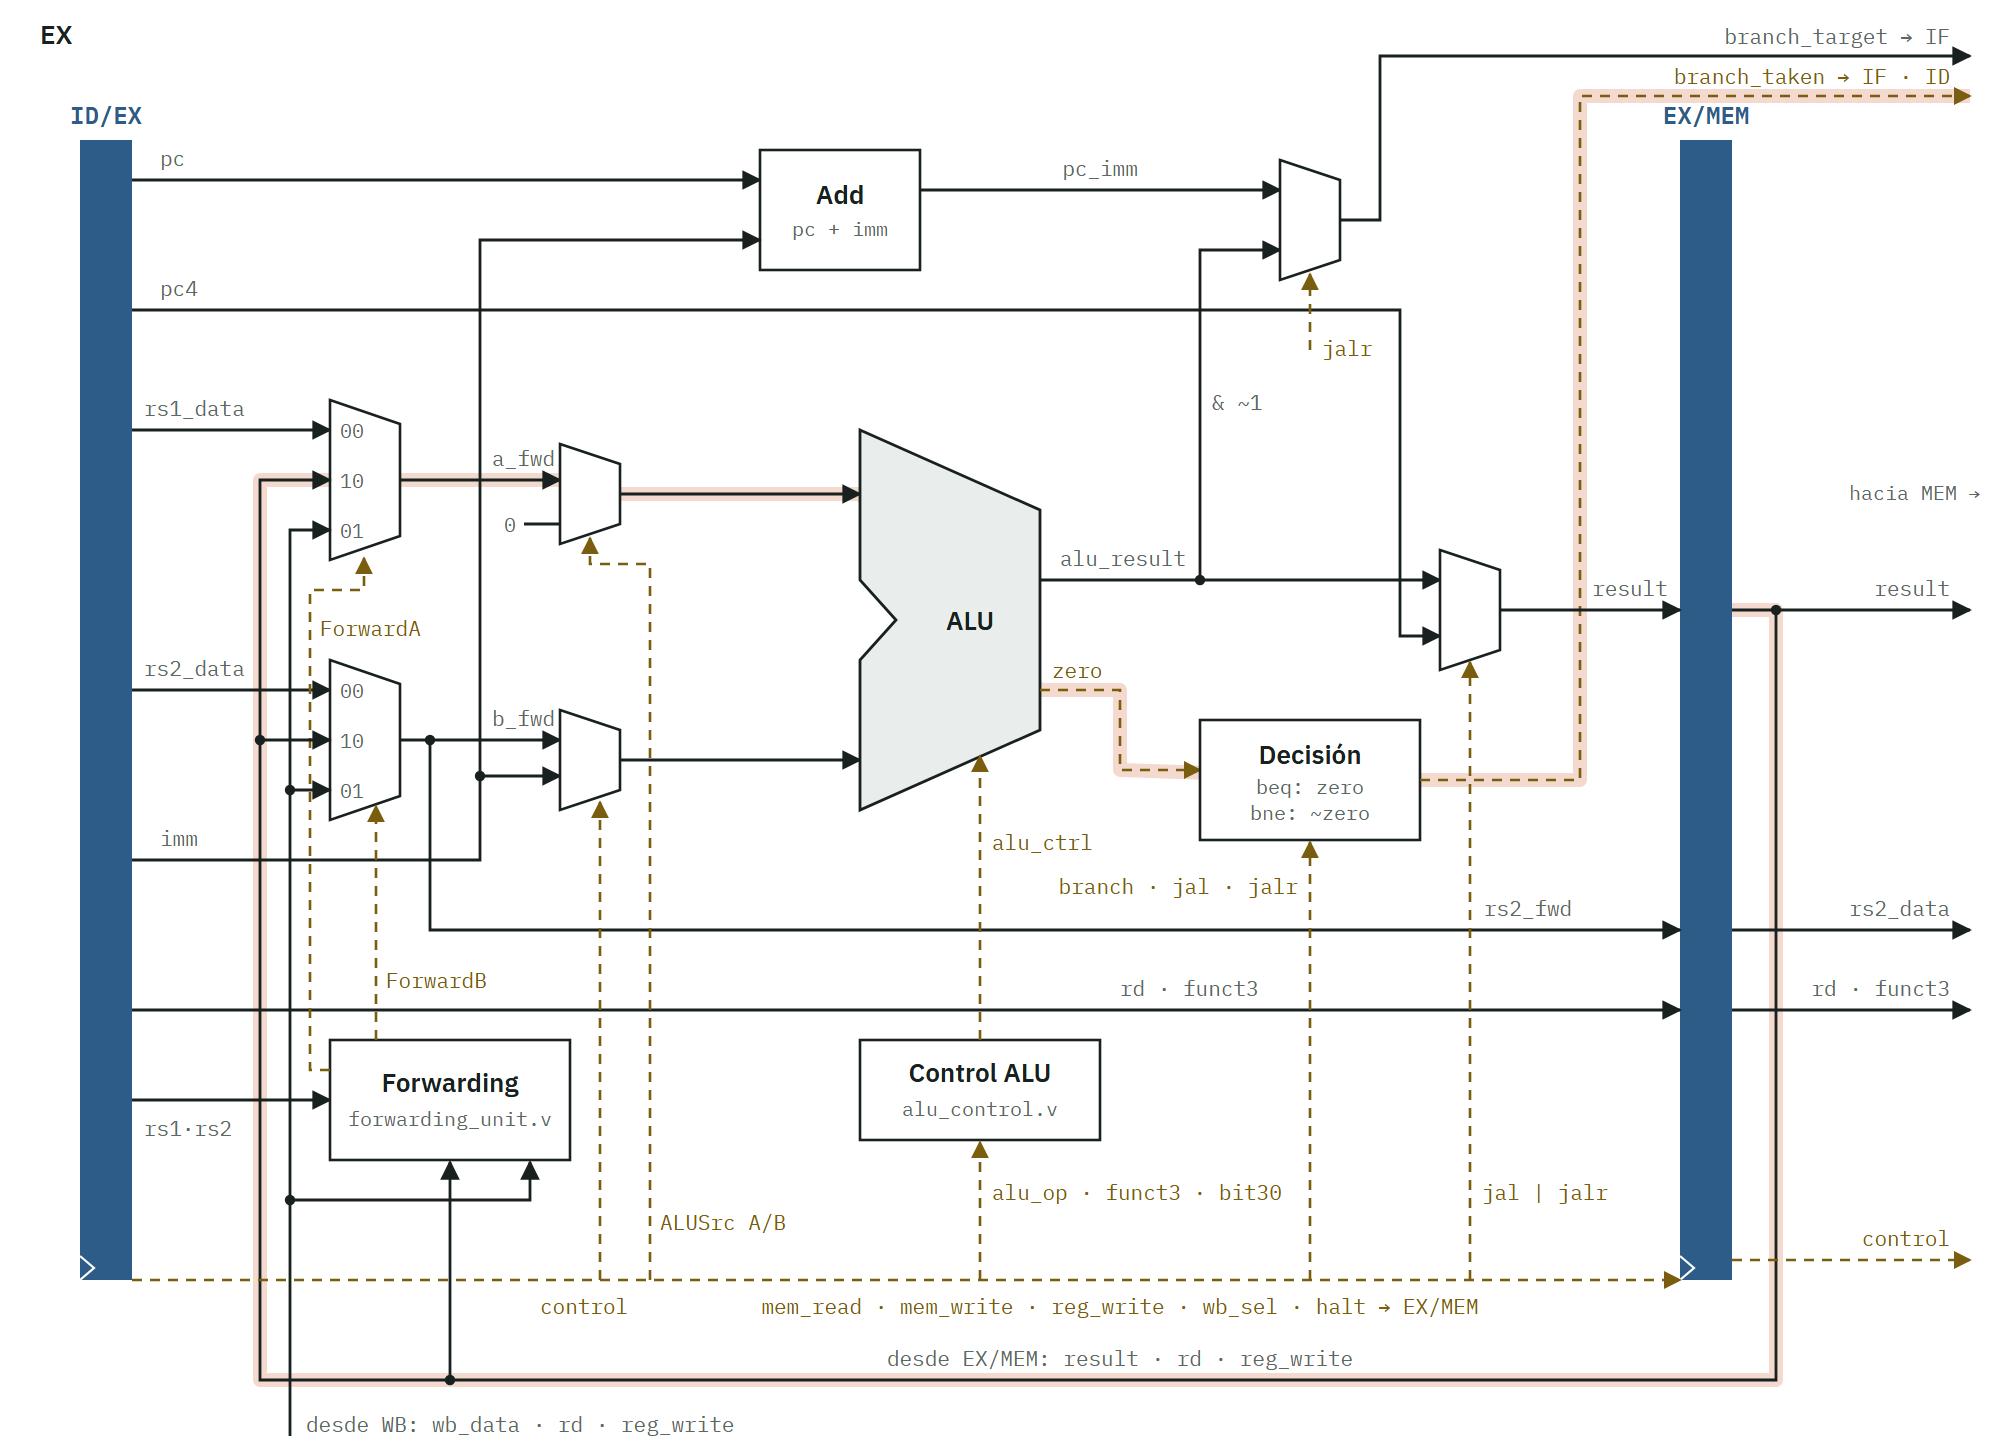 EX
branch_target → IF
branch_taken → IF · ID
ID/EX
EX/MEM
pc
pc_imm
Add
pc + imm
pc4
jalr
& ~1
rs1_data
00
10
01
a_fwd
0
hacia MEM →
alu_result
result
result
ALU
ForwardA
rs2_data
00
10
01
b_fwd
zero
Decisión
beq: zero
bne: ~zero
imm
alu_ctrl
branch · jal · jalr
rs2_fwd
rs2_data
ForwardB
rd · funct3
rd · funct3
Forwarding
forwarding_unit.v
Control ALU
alu_control.v
rs1·rs2
alu_op · funct3 · bit30
jal | jalr
ALUSrc A/B
control
control
mem_read · mem_write · reg_write · wb_sel · halt → EX/MEM
desde EX/MEM: result · rd · reg_write
desde WB: wb_data · rd · reg_write